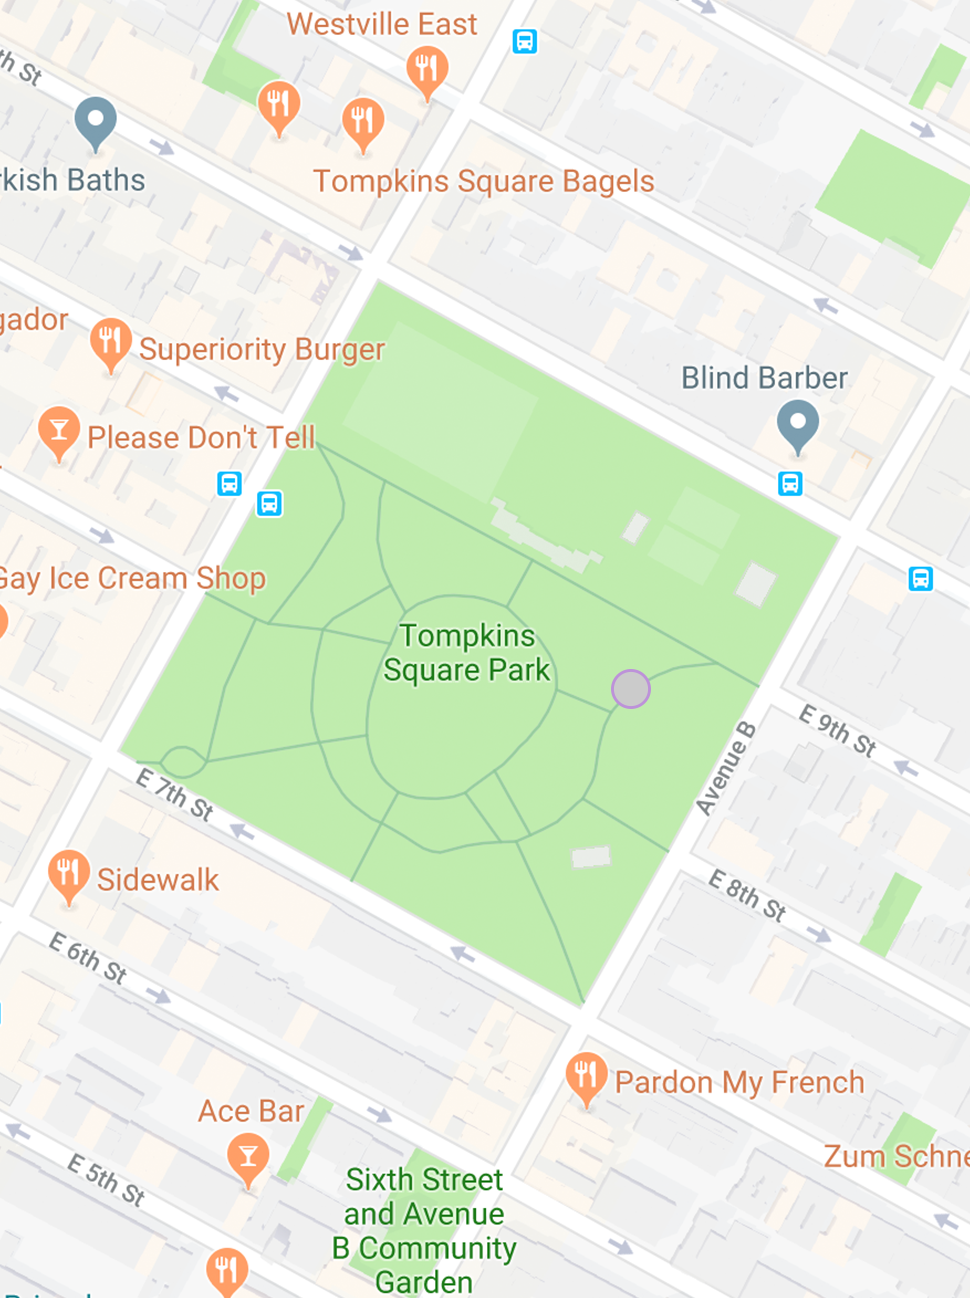 Westville East
th St
rkish Baths
Tompkins Square Bagels
gador
Superiority Burger
Blind Barber
Please Don't Tell
Gay Ice Cream Shop
Tompkins
Square Park
E 9th St
Avenue B
E 7th St
Sidewalk
E 8th St
E 6th St
Pardon My French
Ace Bar
Zum Schne
E 5th St
Sixth Street
and Avenue
B Community
Garden